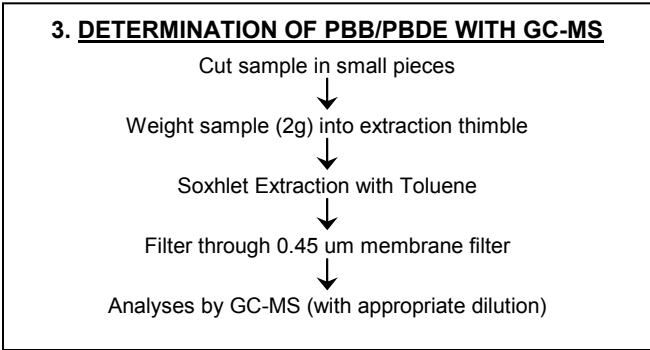 3. DETERMINATION OF PBB/PBDE WITH GC-MS
Cut sample in small pieces
Weight sample (2g) into extraction thimble
Soxhlet Extraction with Toluene
Filter through 0.45 um membrane filter
Analyses by GC-MS (with appropriate dilution)